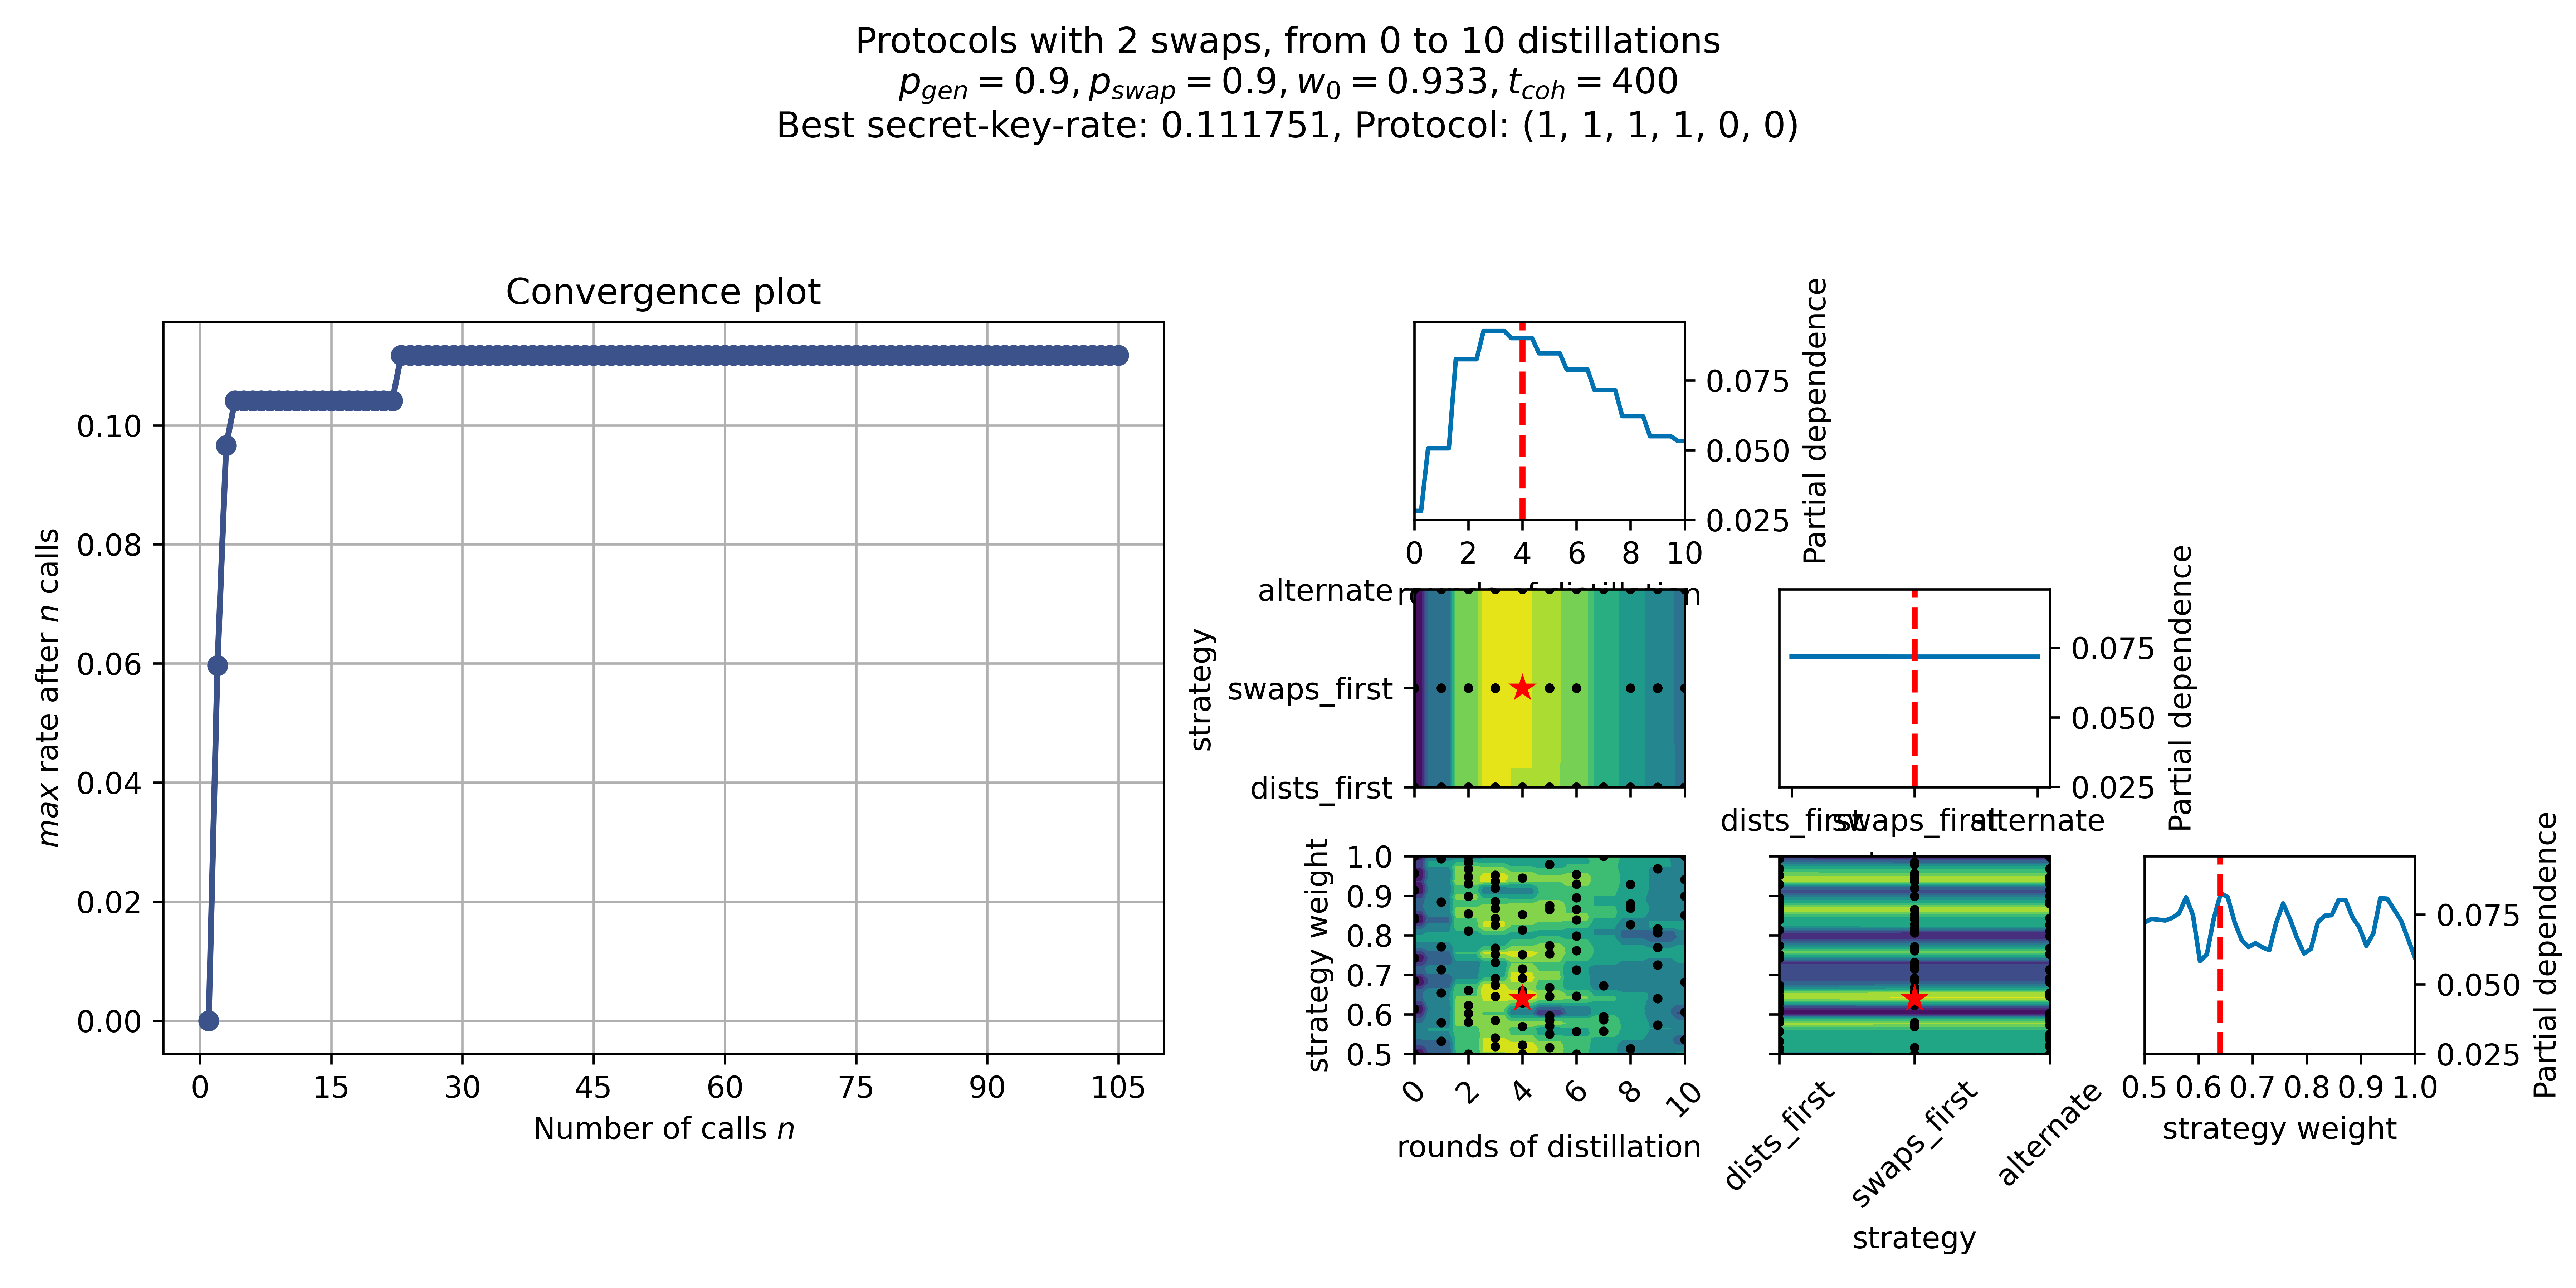 Protocols with 2 swaps, from 0 to 10 distillations
p_gen = 0.9, p_swap = 0.9, w_0 = 0.933, t_coh = 400
Best secret-key-rate: 0.111751, Protocol: (1, 1, 1, 1, 0, 0)
Convergence plot
max rate after n calls
0.10
0.08
0.06
0.04
0.02
0.00
0 15 30 45 60 75 90 105
Number of calls n
Partial dependence
0.075
0.050
0.025
0 2 4 6 8 10
strategy
alternate
swaps_first
dists_first
Partial dependence
0.075
0.050
0.025
dists_first swaps_first alternate
strategy weight
1.0
0.9
0.8
0.7
0.6
0.5
0 2 4 6 8 10
rounds of distillation
dists_first swaps_first alternate
strategy
Partial dependence
0.075
0.050
0.025
0.5 0.6 0.7 0.8 0.9 1.0
strategy weight